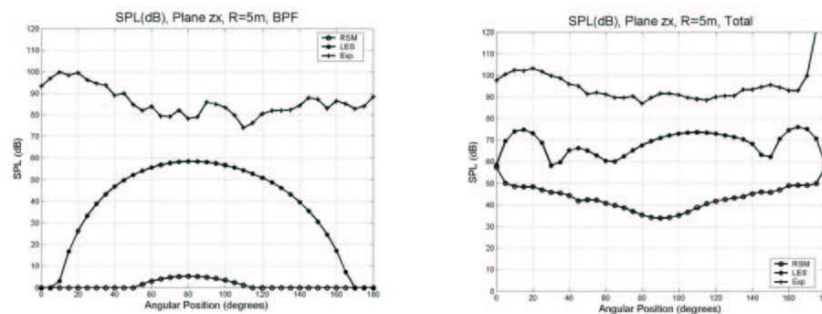 SPL(dB), Plane zx, R=5m, BPF
RSM
LES
Exp.
120
110
100
90
80
70
60
50
40
30
20
10
0
SPL (dB)
0 20 40 60 80 100 120 140 160 180
Angular Position (degrees)
SPL(dB), Plane zx, R=5m, Total
120
110
100
90
80
70
60
50
40
30
20
10
0
SPL (dB)
RSM
LES
Exp
0 20 40 60 80 100 120 140 160 180
Angular Position (degrees)